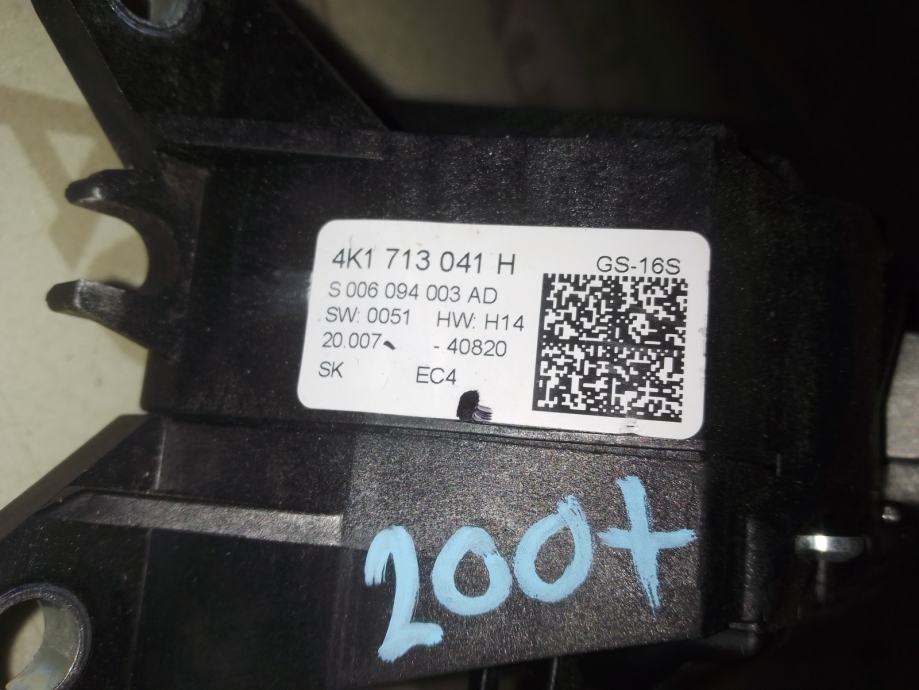 4K1 713 041 H
GS-16S
S 006 094 003 AD
SW: 0051 HW: H14
20.007 - 40820
SK EC4
200+